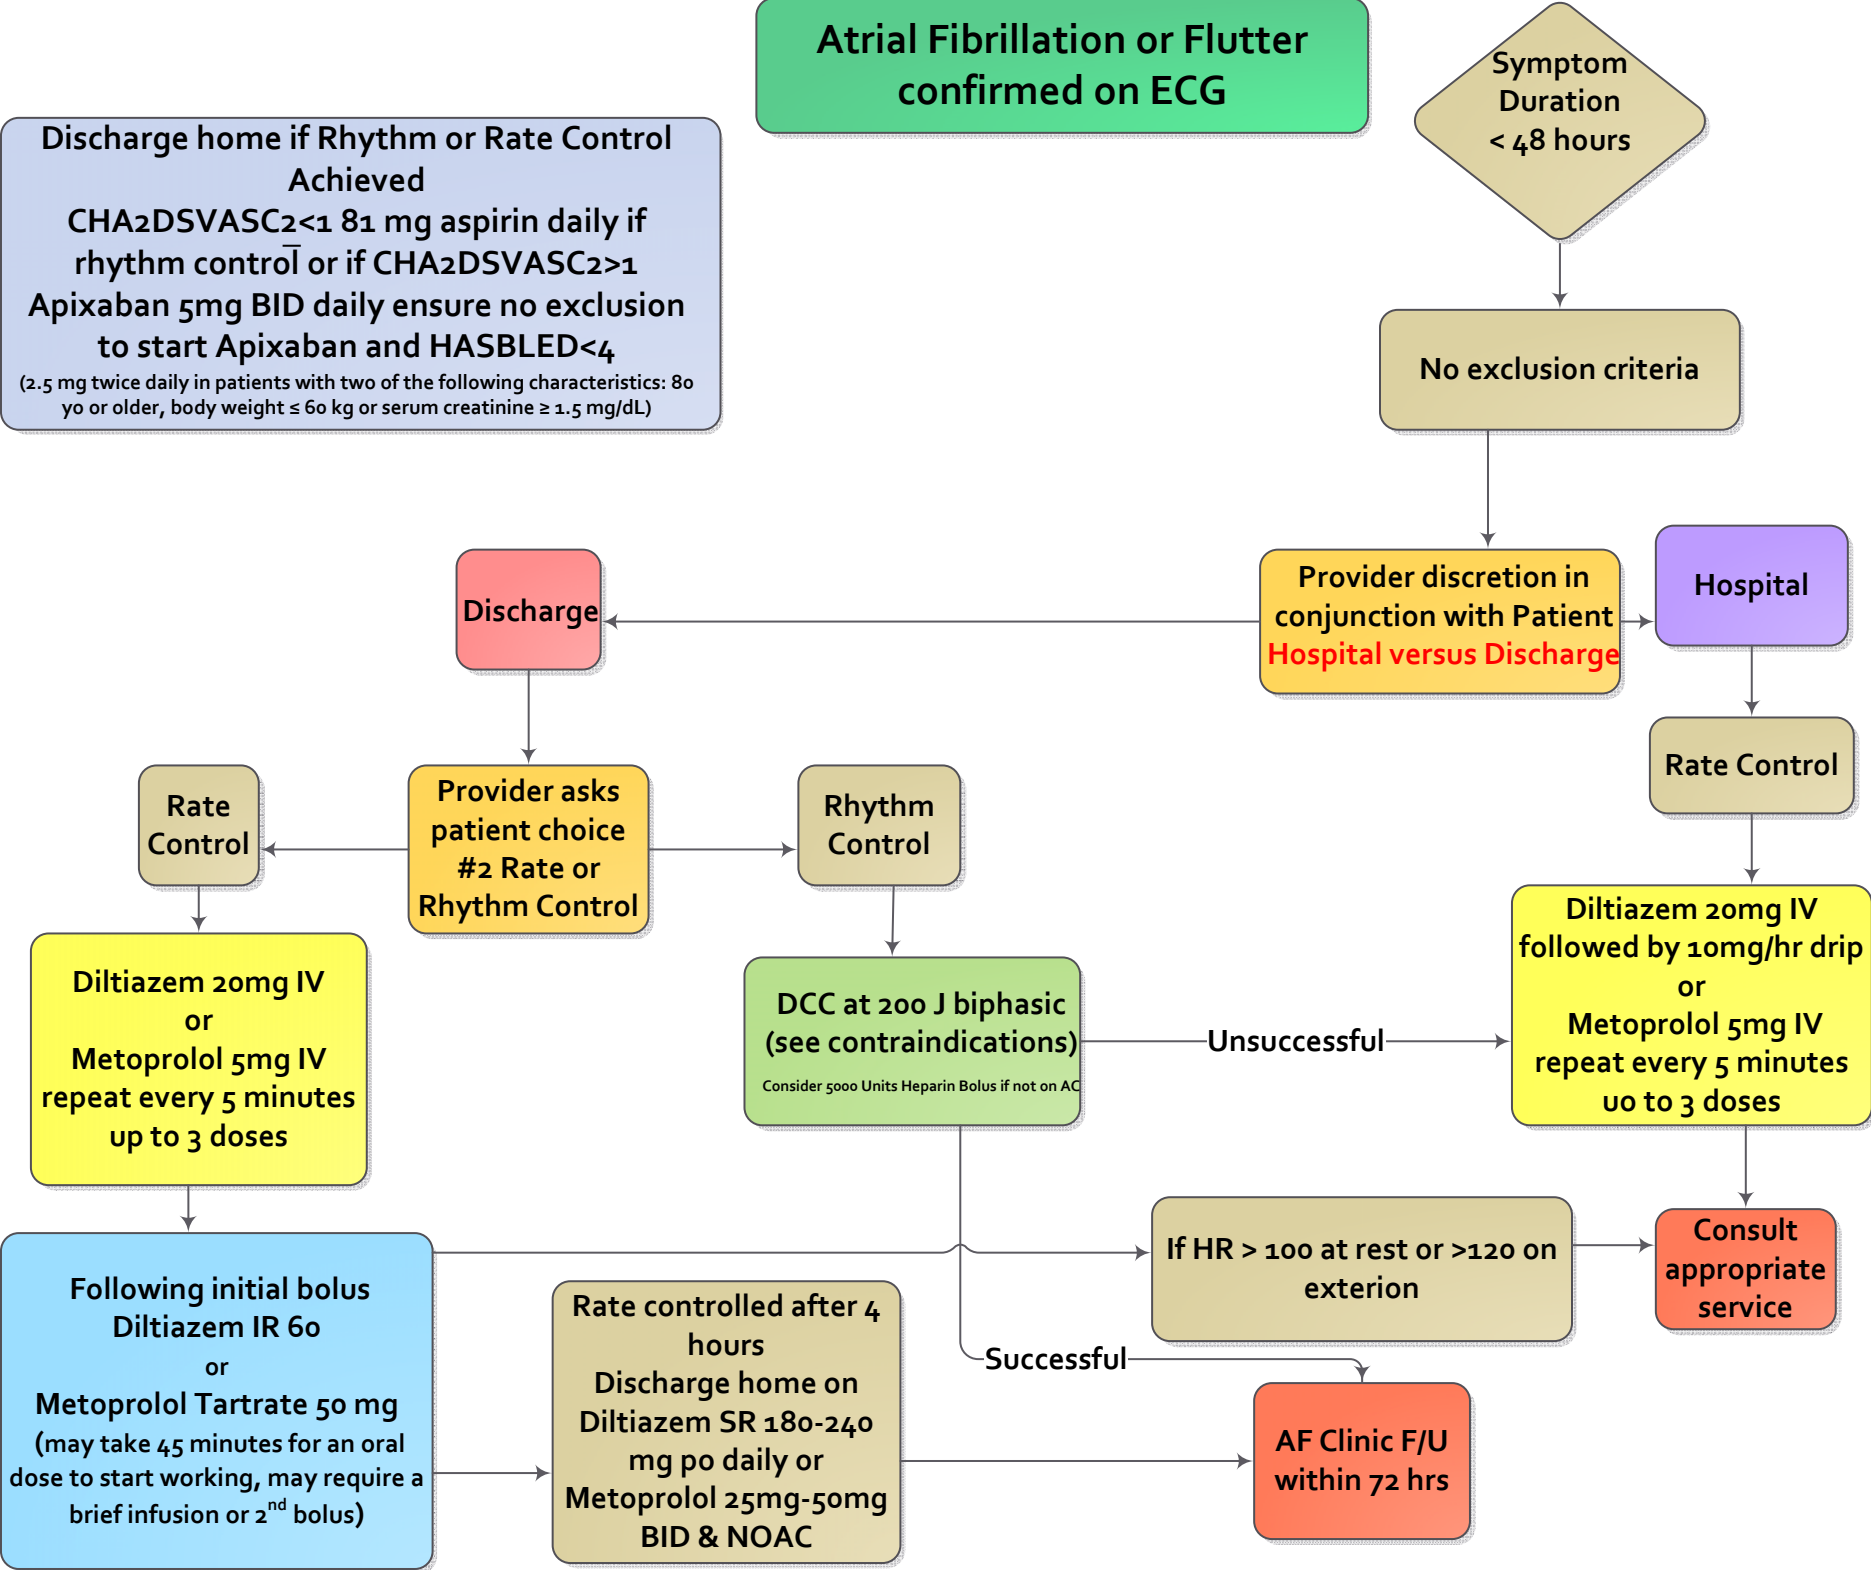 Atrial Fibrillation or Flutter
confirmed on ECG
Symptom
Duration
< 48 hours
Discharge home if Rhythm or Rate Control
Achieved
CHA2DSVASC2<1 81 mg aspirin daily if
rhythm control or if CHA2DSVASC2>1
Apixaban 5mg BID daily ensure no exclusion
to start Apixaban and HASBLED<4
(2.5 mg twice daily in patients with two of the following characteristics: 80
yo or older, body weight ≤ 60 kg or serum creatinine ≥ 1.5 mg/dL)
No exclusion criteria
Provider discretion in
conjunction with Patient
Hospital versus Discharge
Hospital
Discharge
Rate Control
Rate
Control
Provider asks
patient choice
#2 Rate or
Rhythm Control
Rhythm
Control
Diltiazem 20mg IV
followed by 10mg/hr drip
or
Metoprolol 5mg IV
repeat every 5 minutes
uo to 3 doses
Diltiazem 20mg IV
or
Metoprolol 5mg IV
repeat every 5 minutes
up to 3 doses
DCC at 200 J biphasic
(see contraindications)
Consider 5000 Units Heparin Bolus if not on AC
Unsuccessful
Following initial bolus
Diltiazem IR 60
or
Metoprolol Tartrate 50 mg
(may take 45 minutes for an oral
dose to start working, may require a
brief infusion or 2nd bolus)
Rate controlled after 4
hours
Discharge home on
Diltiazem SR 180-240
mg po daily or
Metoprolol 25mg-50mg
BID & NOAC
If HR > 100 at rest or >120 on
exterion
Consult
appropriate
service
Successful
AF Clinic F/U
within 72 hrs